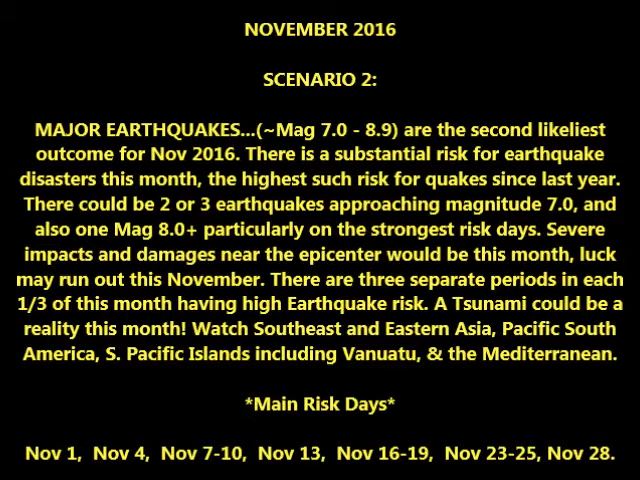 NOVEMBER 2016
SCENARIO 2:
MAJOR EARTHQUAKES...(~Mag 7.0 - 8.9) are the second likeliest
outcome for Nov 2016. There is a substantial risk for earthquake
disasters this month, the highest such risk for quakes since last year.
There could be 2 or 3 earthquakes approaching magnitude 7.0, and
also one Mag 8.0+ particularly on the strongest risk days. Severe
impacts and damages near the epicenter would be this month, luck
may run out this November. There are three separate periods in each
1/3 of this month having high Earthquake risk. A Tsunami could be a
reality this month! Watch Southeast and Eastern Asia, Pacific South
America, S. Pacific Islands including Vanuatu, & the Mediterranean.
*Main Risk Days*
Nov 1,  Nov 4,  Nov 7-10,  Nov 13,  Nov 16-19,  Nov 23-25, Nov 28.